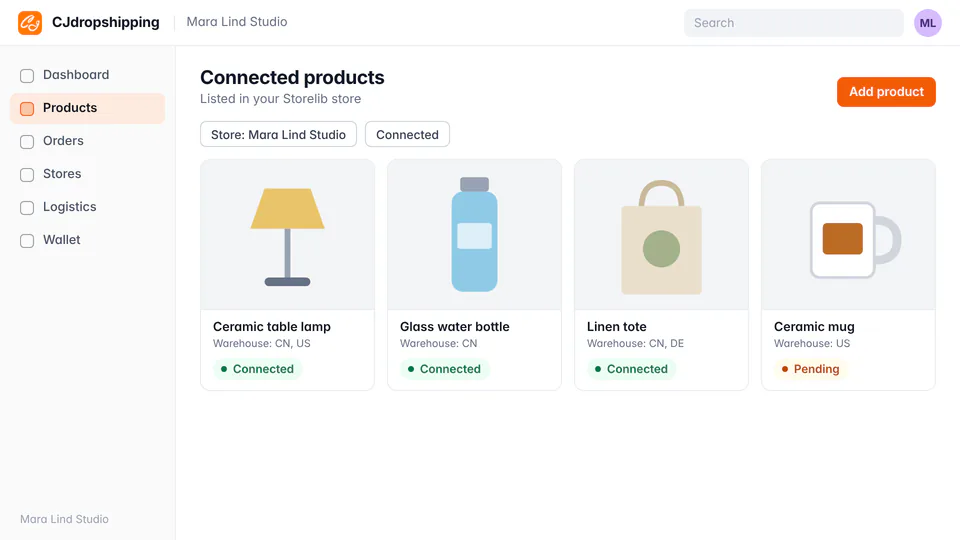 CJdropshipping
Mara Lind Studio
Search
ML
Dashboard
Products
Orders
Stores
Logistics
Wallet
Mara Lind Studio
Connected products
Listed in your Storelib store
Add product
Store: Mara Lind Studio
Connected
Ceramic table lamp
Warehouse: CN, US
Connected
Glass water bottle
Warehouse: CN
Connected
Linen tote
Warehouse: CN, DE
Connected
Ceramic mug
Warehouse: US
Pending